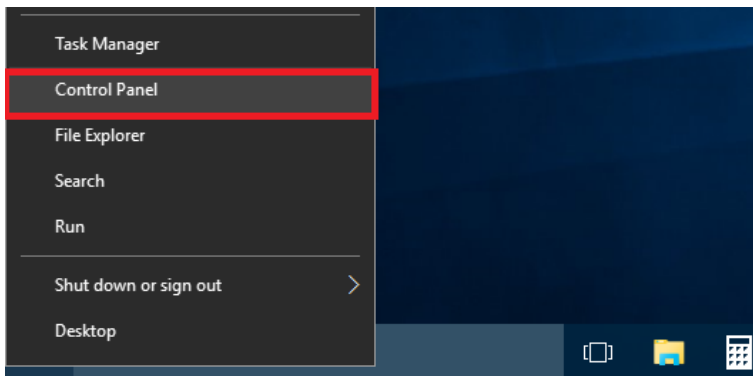 Task Manager
Control Panel
File Explorer
Search
Run
Shut down or sign out
Desktop